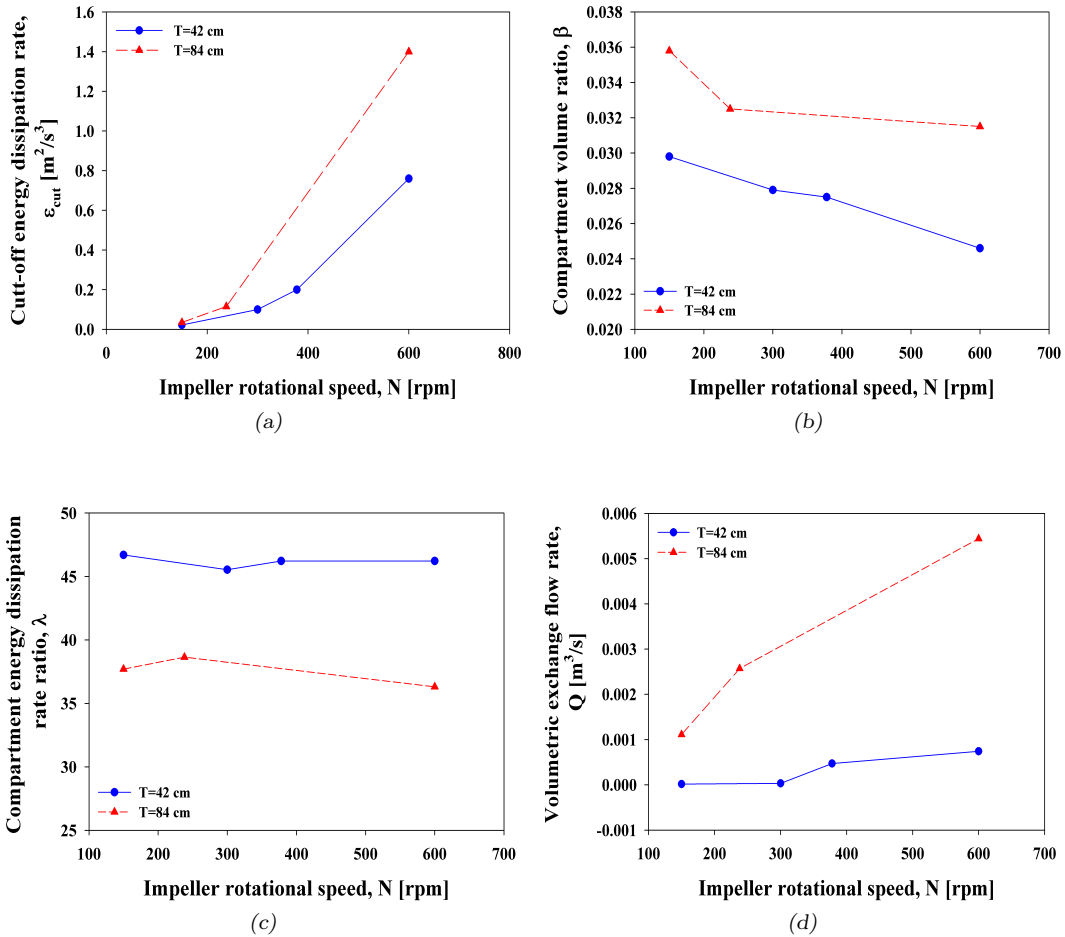 Cutt-off energy dissipation rate,
ε_cut [m²/s³]
1.6
1.4
1.2
1.0
0.8
0.6
0.4
0.2
0.0
T=42 cm
T=84 cm
0 200 400 600 800
Impeller rotational speed, N [rpm]
(a)
Compartment volume ratio, β
0.038
0.036
0.034
0.032
0.030
0.028
0.026
0.024
0.022
0.020
T=42 cm
T=84 cm
100 200 300 400 500 600 700
Impeller rotational speed, N [rpm]
(b)
Compartment energy dissipation
rate ratio, λ
50
45
40
35
30
25
T=42 cm
T=84 cm
100 200 300 400 500 600 700
Impeller rotational speed, N [rpm]
(c)
Volumetric exchange flow rate,
Q [m³/s]
0.006
0.005
0.004
0.003
0.002
0.001
0.000
-0.001
T=42 cm
T=84 cm
100 200 300 400 500 600 700
Impeller rotational speed, N [rpm]
(d)